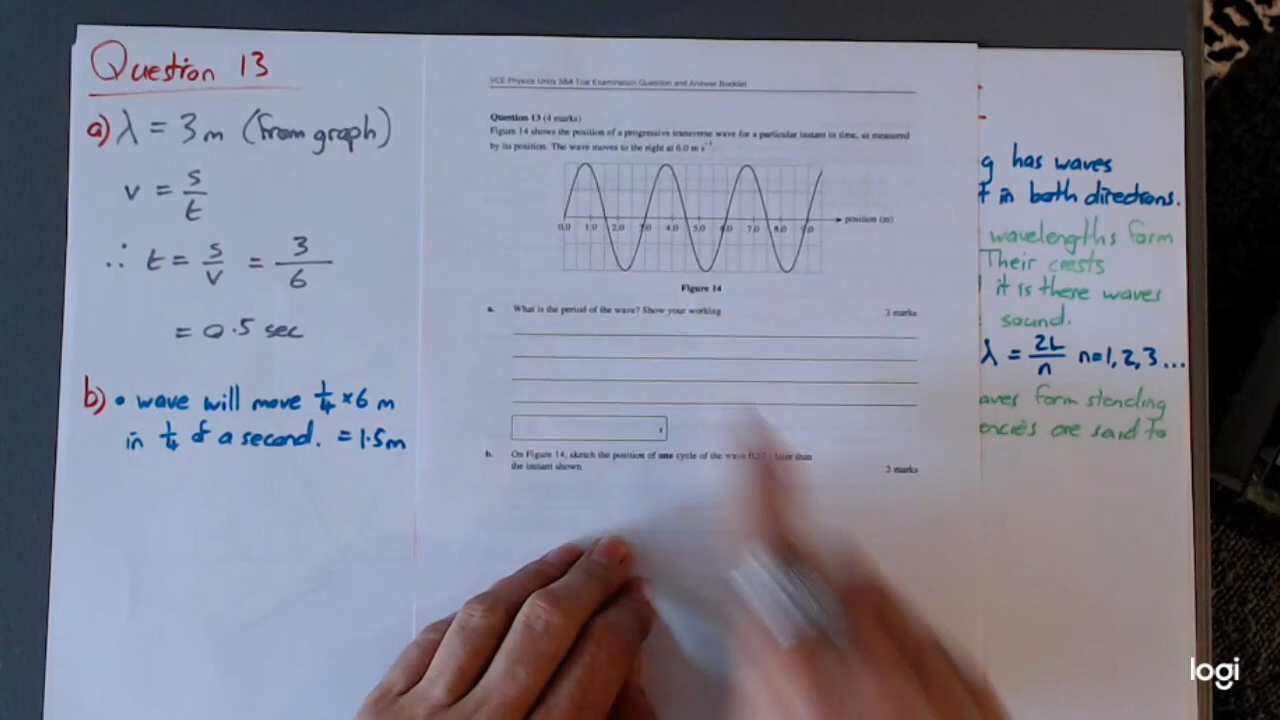 Question 13
a) λ = 3 m (from graph)
v = s/t
∴ t = s/v = 3/6
= 0.5 sec
b) • wave will move 1/4 × 6 m
in 1/4 of a second. = 1.5m
VCE Physics Units 3&4 Trial Examination Question and Answer Booklet
Question 13 (4 marks)
Figure 14 shows the position of a progressive transverse wave for a particular instant in time, as measured
by its position. The wave moves to the right at 6.0 m s⁻¹.
position (m)
0.0 1.0 2.0 3.0 4.0 5.0 6.0 7.0 8.0 9.0
Figure 14
a. What is the period of the wave? Show your working 2 marks
b. On Figure 14, sketch the position of one cycle of the wave later than
the instant shown. 2 marks
has waves
in both directions.
wavelengths form
Their crests
it is there waves
sound.
λ = 2L/n n=1, 2, 3 ...
form standing
are said to
logi